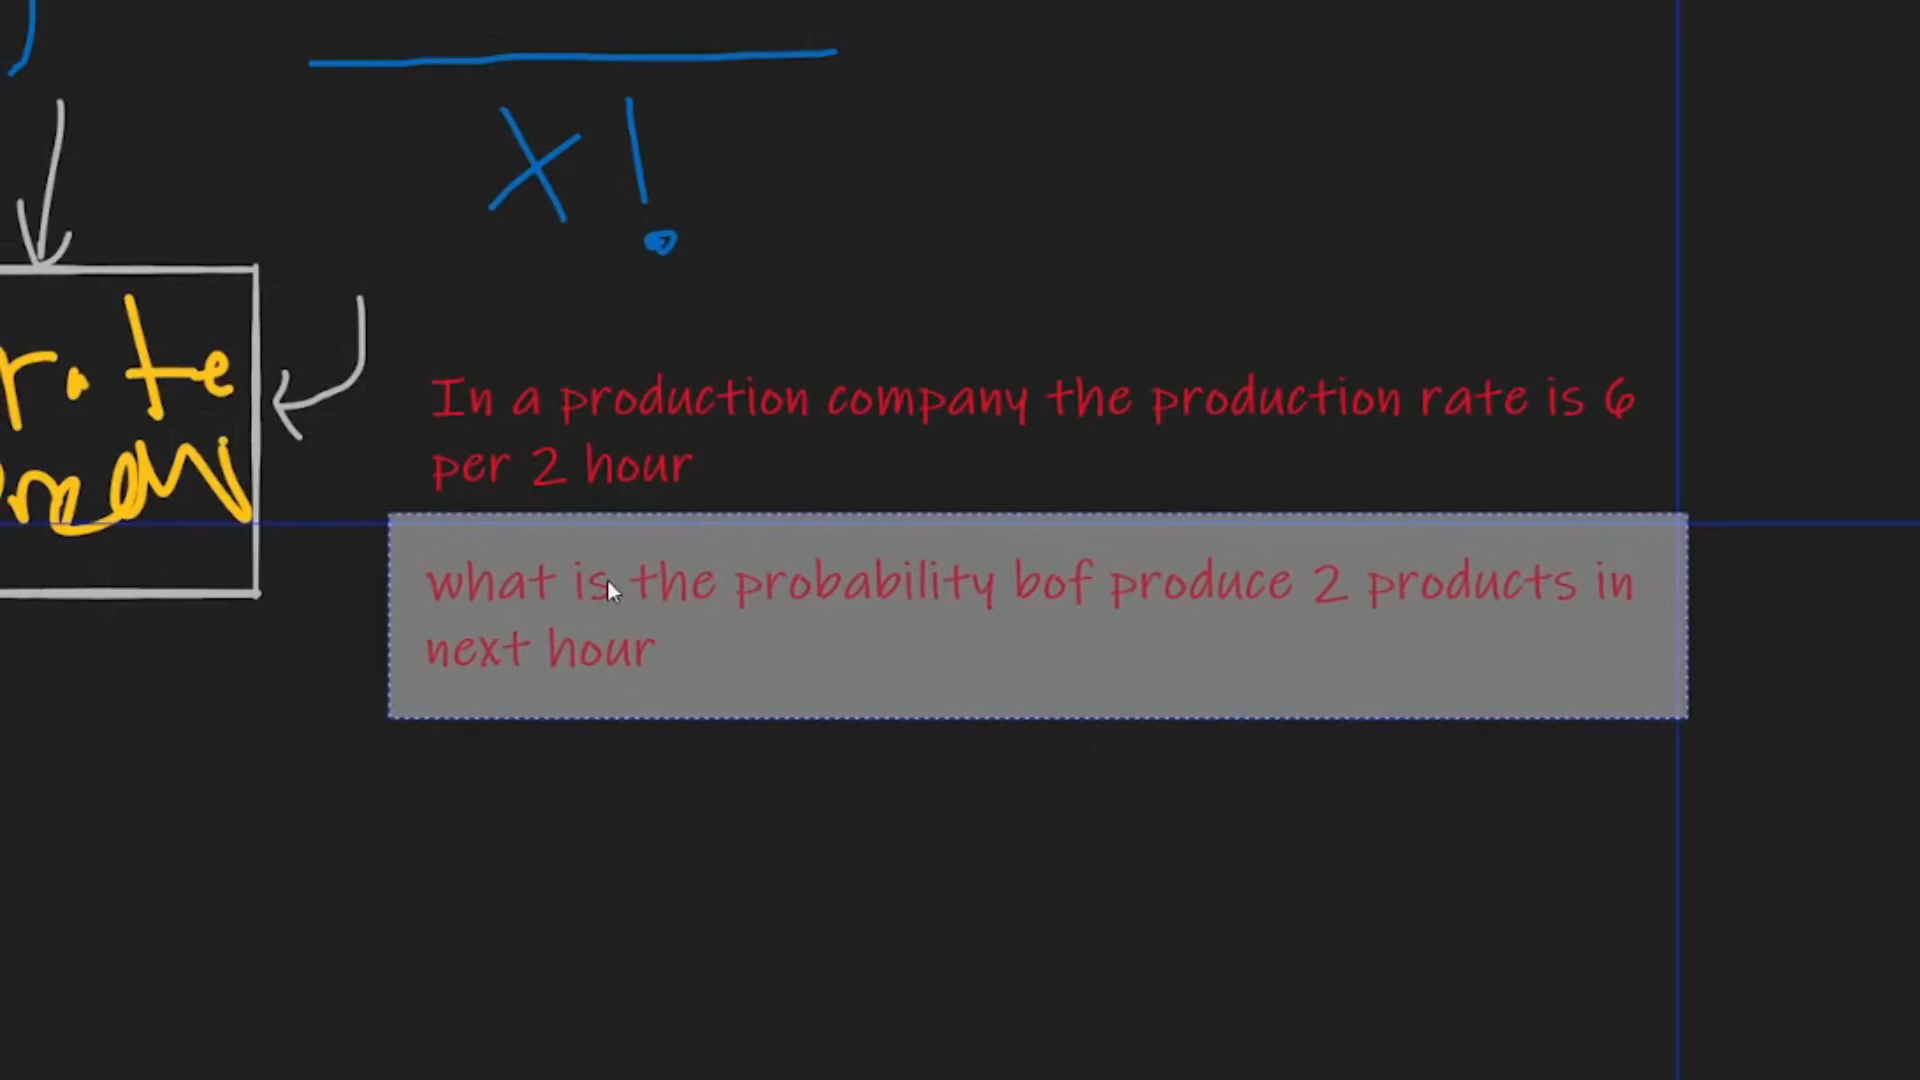 x!
rate
In a production company the production rate is 6
per 2 hour
what is the probability bof produce 2 products in
next hour